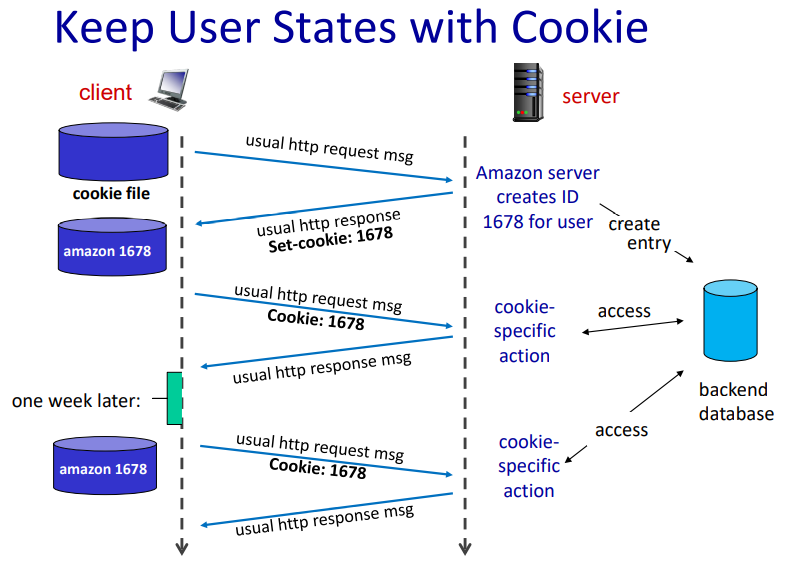 Keep User States with Cookie
client
server
usual http request msg
cookie file
Amazon server
creates ID
1678 for user
usual http response
Set-cookie: 1678
create
entry
amazon 1678
usual http request msg
Cookie: 1678
cookie-
specific
action
access
usual http response msg
backend
database
one week later:
access
usual http request msg
Cookie: 1678
amazon 1678
cookie-
specific
action
usual http response msg